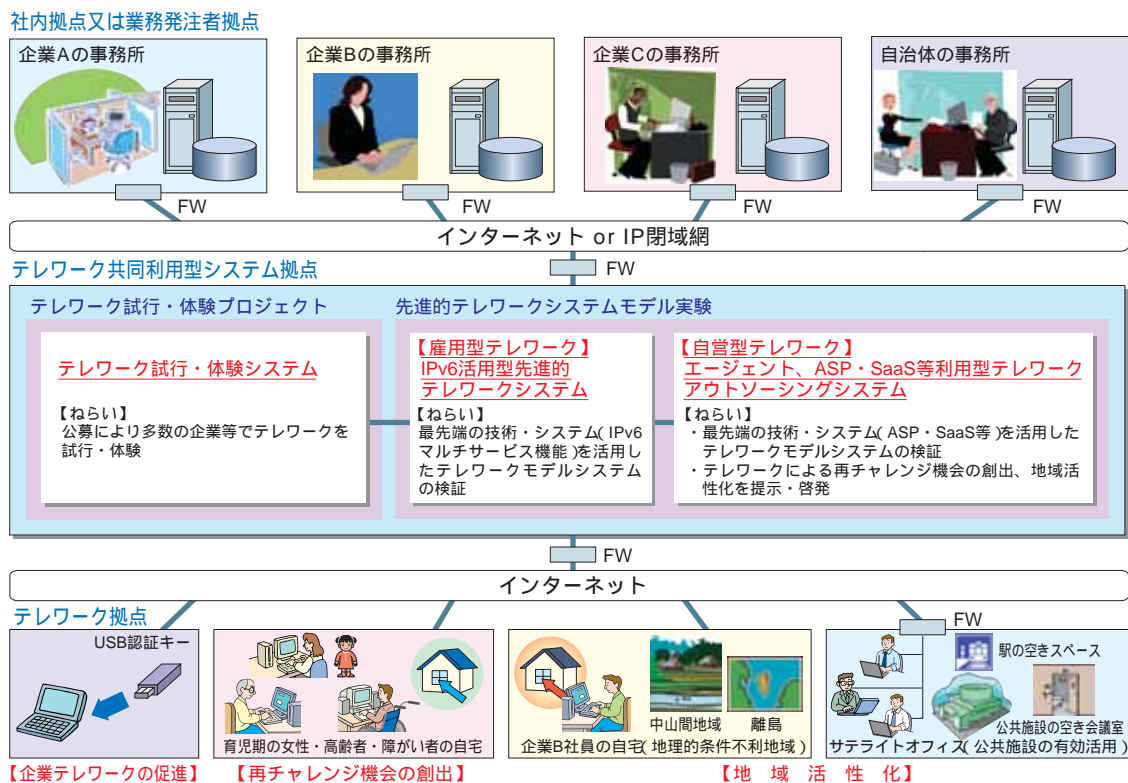 社内拠点又は業務発注者拠点
企業Aの事務所
企業Bの事務所
企業Cの事務所
自治体の事務所
FW
FW
FW
FW
インターネット or IP閉域網
テレワーク共同利用型システム拠点
FW
テレワーク試行・体験プロジェクト
先進的テレワークシステムモデル実験
テレワーク試行・体験システム
【ねらい】
公募により多数の企業等でテレワークを
試行・体験
【雇用型テレワーク】
IPv6活用型先進的
テレワークシステム
【ねらい】
最先端の技術・システム（IPv6
マルチサービス機能）を活用し
たテレワークモデルシステム
の検証
【自営型テレワーク】
エージェント、ASP・SaaS等利用型テレワーク
アウトソーシングシステム
【ねらい】
・最先端の技術・システム（ASP・SaaS等）を活用した
テレワークモデルシステムの検証
・テレワークによる再チャレンジ機会の創出、地域活
性化を提示・啓発
FW
インターネット
テレワーク拠点
FW
USB認証キー
育児期の女性・高齢者・障がい者の自宅
中山間地域
離島
企業B社員の自宅（地理的条件不利地域）
駅の空きスペース
公共施設の空き会議室
サテライトオフィス（公共施設の有効活用）
【企業テレワークの促進】
【再チャレンジ機会の創出】
【地域活性化】